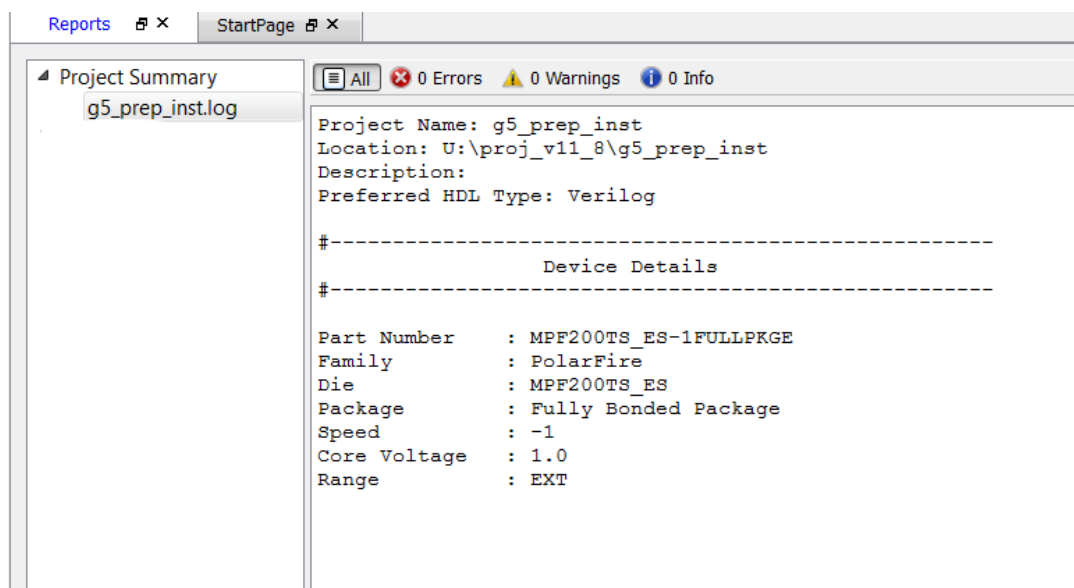 Reports
StartPage
Project Summary
g5_prep_inst.log
All 0 Errors 0 Warnings 0 Info
Project Name: g5_prep_inst
Location: U:\proj_v11_8\g5_prep_inst
Description:
Preferred HDL Type: Verilog
#-----------------------------------------------------
Device Details
#-----------------------------------------------------
Part Number : MPF200TS_ES-1FULLPKGE
Family : PolarFire
Die : MPF200TS_ES
Package : Fully Bonded Package
Speed : -1
Core Voltage : 1.0
Range : EXT